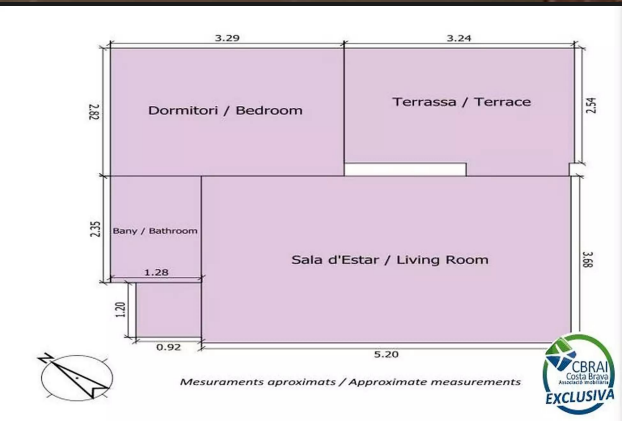 3.29
3.24
2.82
Dormitori / Bedroom
Terrassa / Terrace
2.54
2.35
Bany / Bathroom
1.28
Sala d'Estar / Living Room
3.68
1.20
0.92
5.20
N
Mesuraments aproximats / Approximate measurements
CBRAI
Costa Brava
Associació Imobiliària
EXCLUSIVA